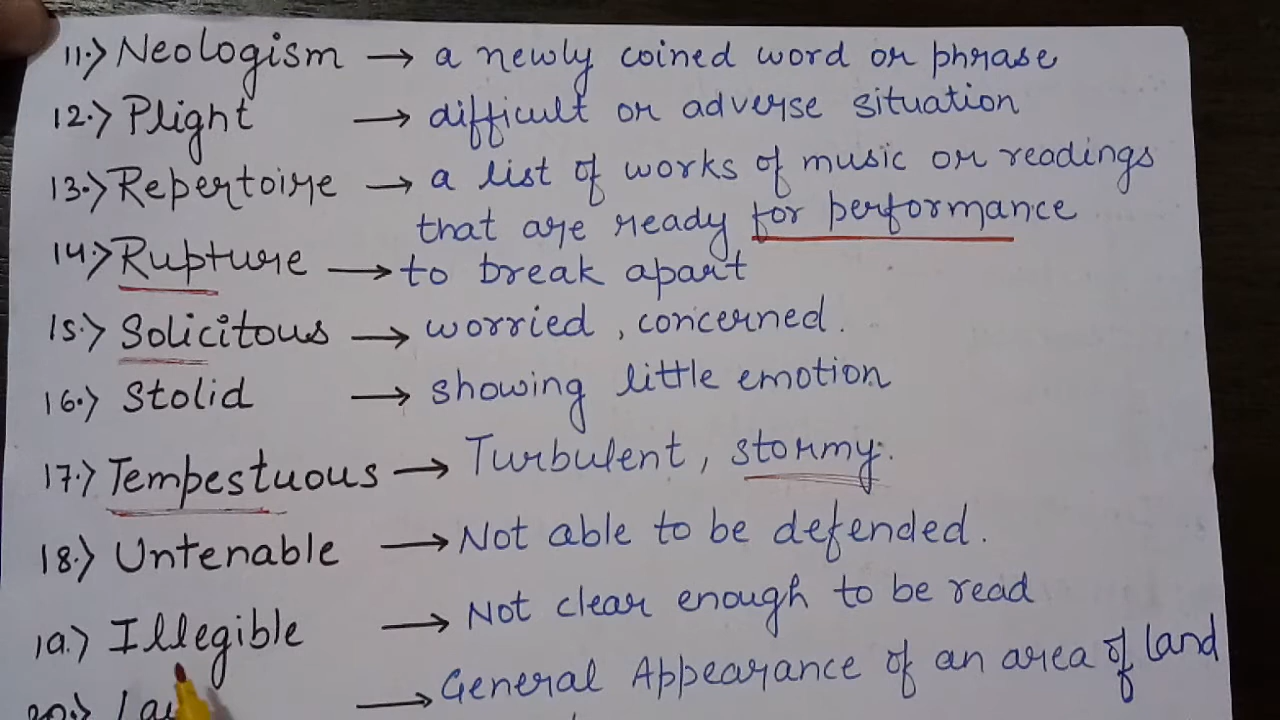 11.) Neologism → a newly coined word or phrase
12.) Plight → difficult or adverse situation
13.) Repertoire → a list of works of music or readings
that are ready for performance
14.) Rupture → to break apart
15.) Solicitous → worried, concerned.
16.) Stolid → showing little emotion
17.) Tempestuous → Turbulent, stormy.
18.) Untenable → Not able to be defended.
19.) Illegible → Not clear enough to be read
20.) → General Appearance of an area of land